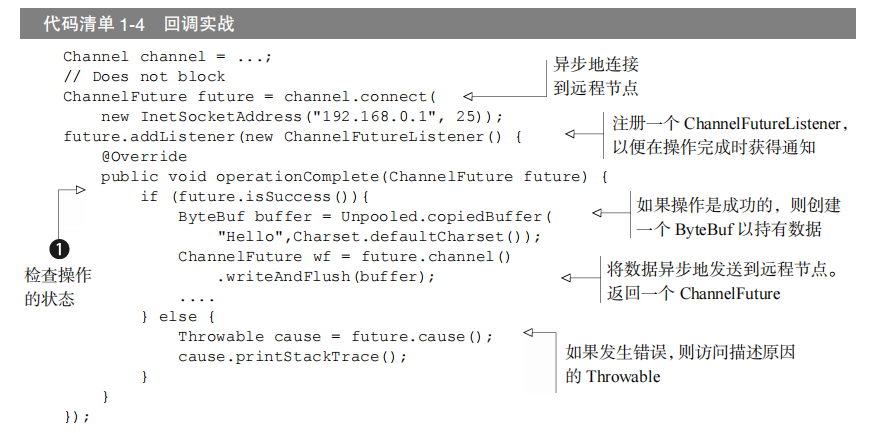 代码清单 1-4 回调实战
Channel channel = ...;
// Does not block
ChannelFuture future = channel.connect(
    new InetSocketAddress("192.168.0.1", 25));
异步地连接
到远程节点
future.addListener(new ChannelFutureListener() {
注册一个 ChannelFutureListener，
以便在操作完成时获得通知
    @Override
    public void operationComplete(ChannelFuture future) {
        if (future.isSuccess()){
❶
检查操作
的状态
            ByteBuf buffer = Unpooled.copiedBuffer(
                "Hello",Charset.defaultCharset());
如果操作是成功的，则创建
一个 ByteBuf 以持有数据
            ChannelFuture wf = future.channel()
                .writeAndFlush(buffer);
将数据异步地发送到远程节点。
返回一个 ChannelFuture
            ....
        } else {
            Throwable cause = future.cause();
            cause.printStackTrace();
如果发生错误，则访问描述原因
的 Throwable
        }
    }
});